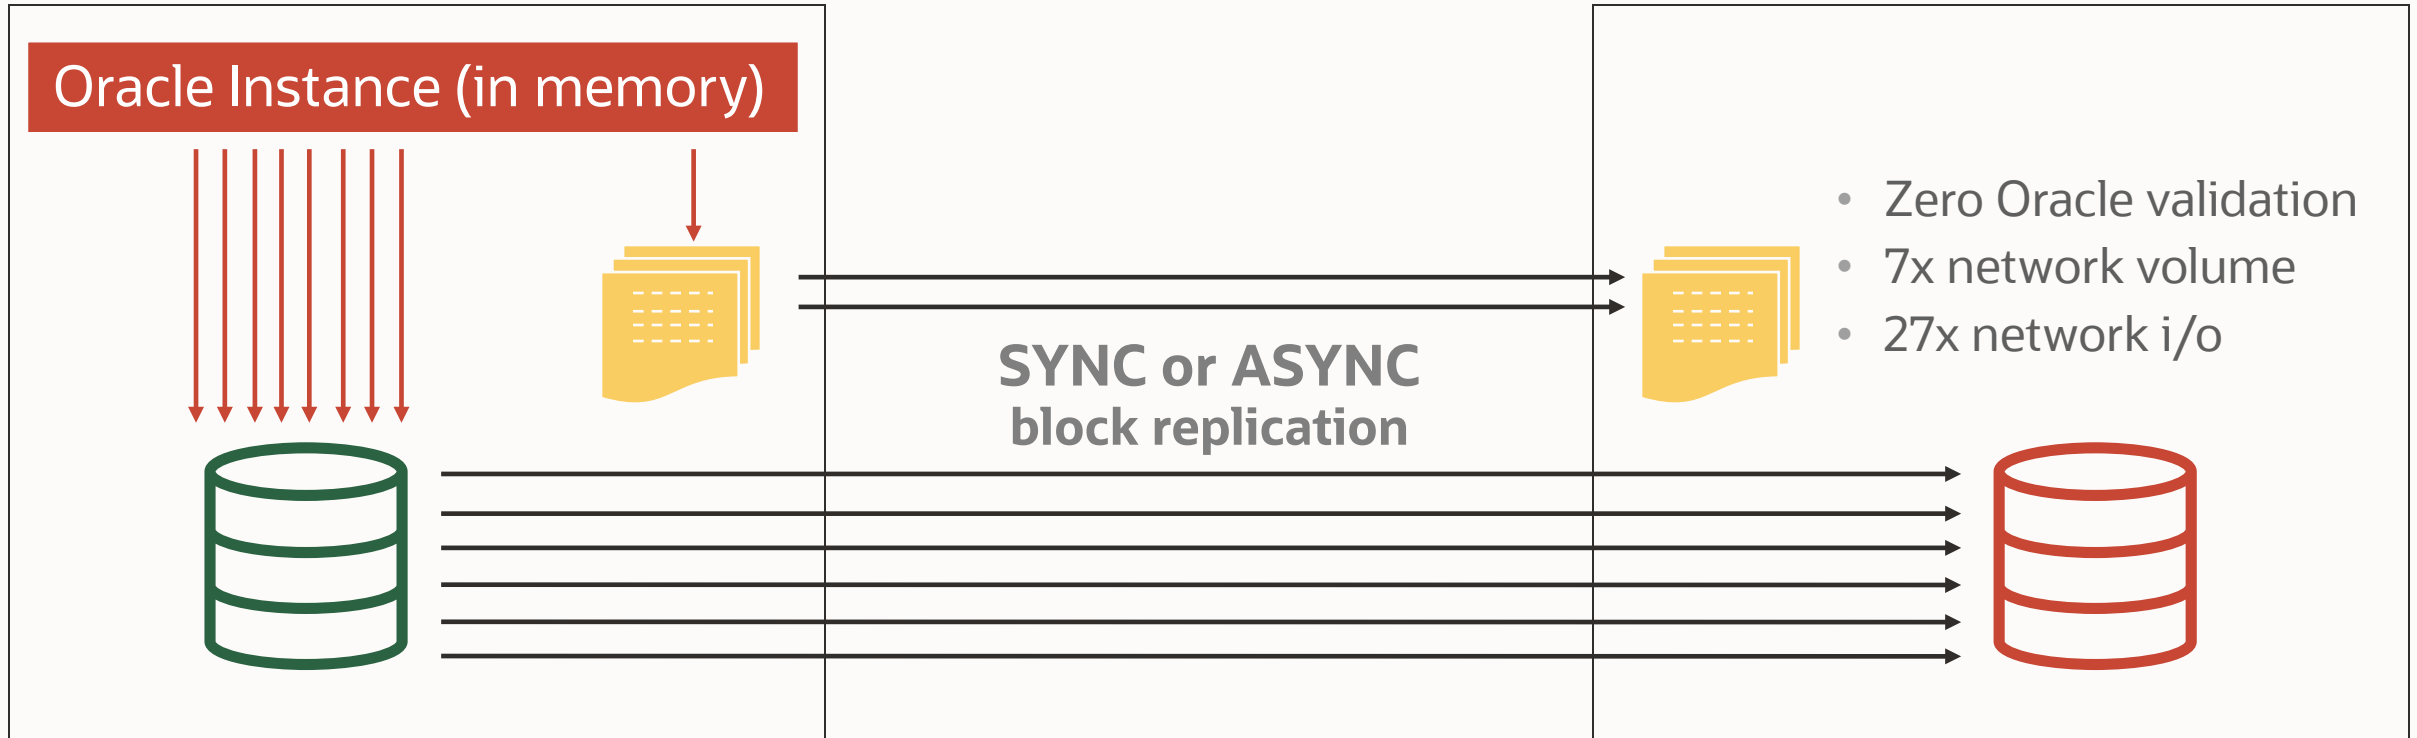 Oracle Instance (in memory)
• Zero Oracle validation
• 7x network volume
• 27x network i/o
SYNC or ASYNC
block replication